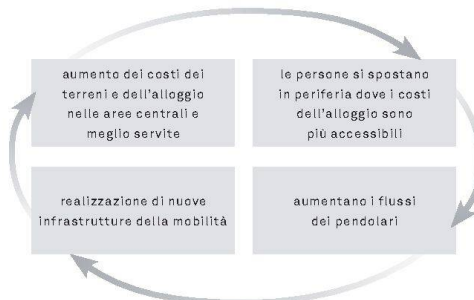 aumento dei costi dei
terreni e dell'alloggio
nelle aree centrali e
meglio servite
le persone si spostano
in periferia dove i costi
dell'alloggio sono
più accessibili
realizzazione di nuove
infrastrutture della mobilità
aumentano i flussi
dei pendolari